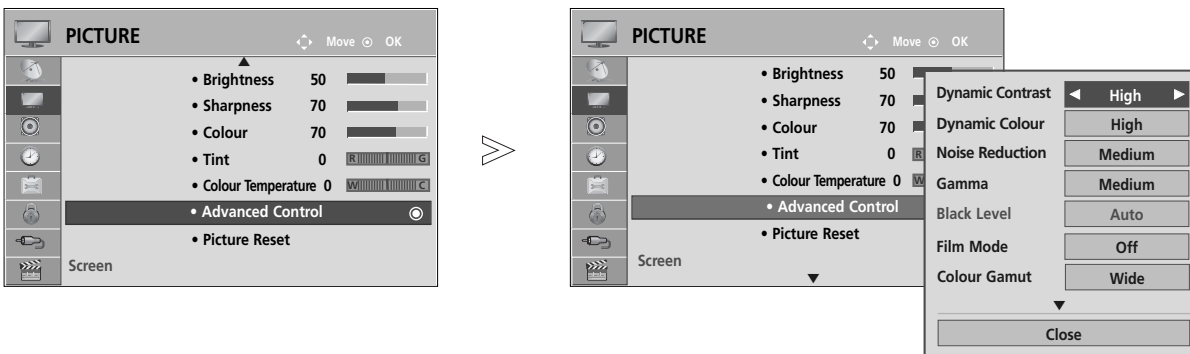 PICTURE
Move OK
• Brightness 50
• Sharpness 70
• Colour 70
• Tint 0 R G
• Colour Temperature 0 W C
• Advanced Control
• Picture Reset
Screen
>
PICTURE
Move OK
• Brightness 50
• Sharpness 70
• Colour 70
• Tint 0 R
• Colour Temperature 0 W
• Advanced Control
• Picture Reset
Screen
Dynamic Contrast High
Dynamic Colour High
Noise Reduction Medium
Gamma Medium
Black Level Auto
Film Mode Off
Colour Gamut Wide
Close